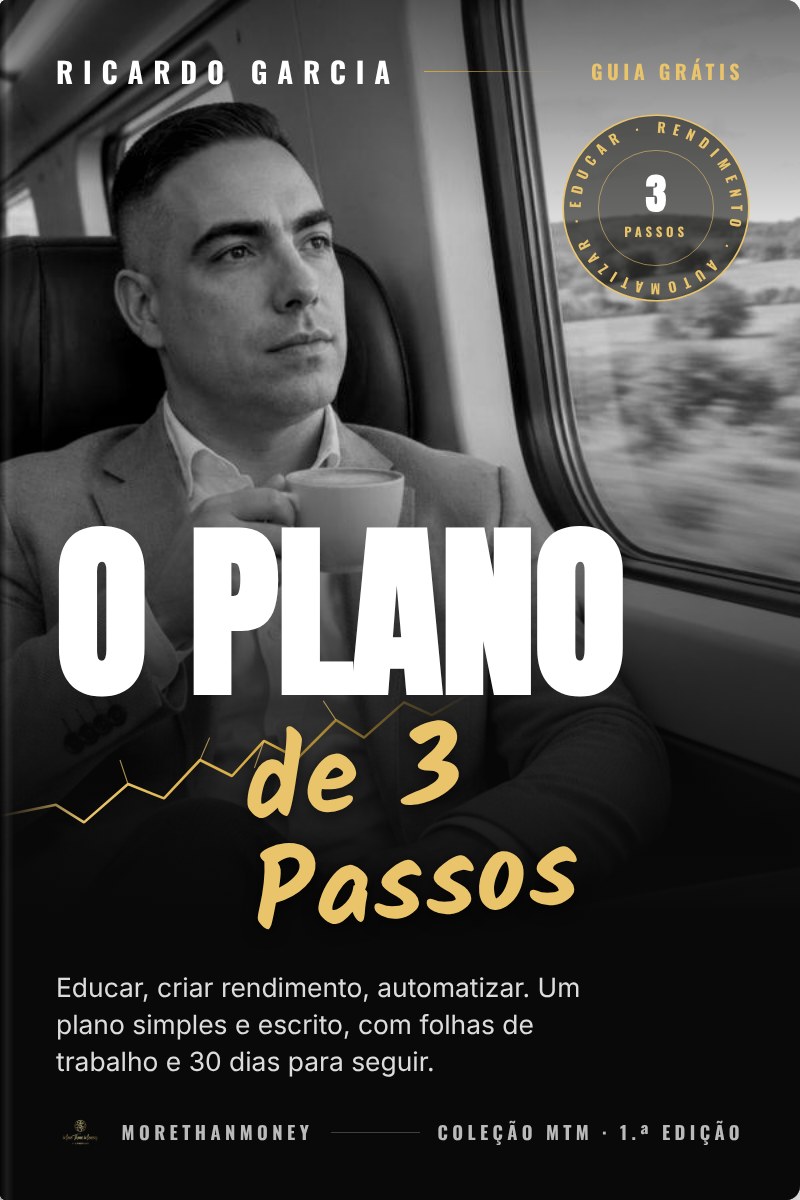 RICARDO GARCIA
GUIA GRÁTIS
EDUCAR · RENDIMENTO · AUTOMATIZAR ·
3
PASSOS
O PLANO
de 3
Passos
Educar, criar rendimento, automatizar. Um
plano simples e escrito, com folhas de
trabalho e 30 dias para seguir.
MORETHANMONEY
COLEÇÃO MTM · 1.ª EDIÇÃO